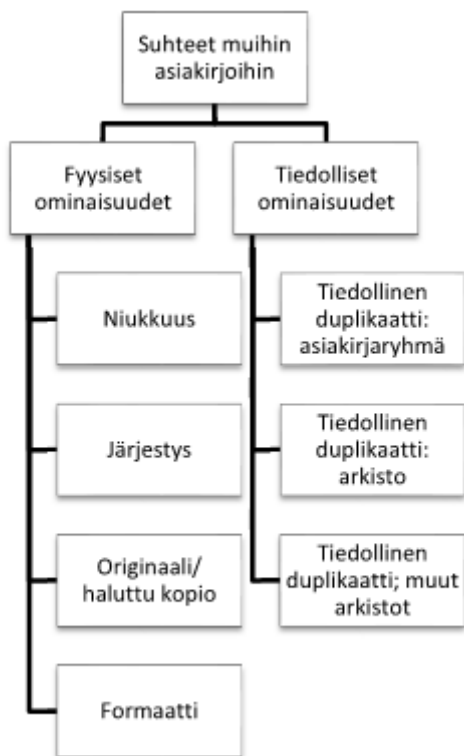 Suhteet muihin
asiakirjoihin
Fyysiset
ominaisuudet
Tiedolliset
ominaisuudet
Niukkuus
Järjestys
Originaali/
haluttu kopio
Formaatti
Tiedollinen
duplikaatti:
asiakirjaryhmä
Tiedollinen
duplikaatti:
arkisto
Tiedollinen
duplikaatti; muut
arkistot